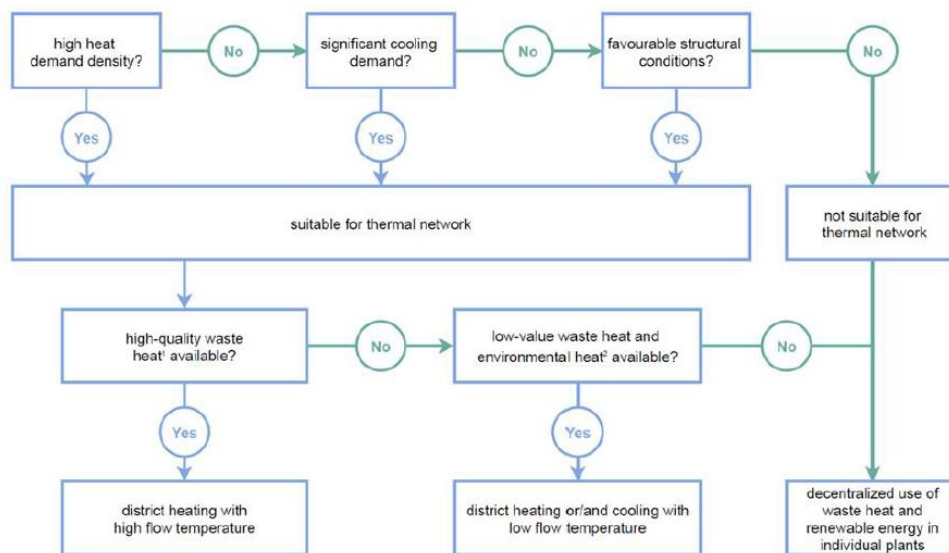 high heat
demand density?
No
significant cooling
demand?
No
favourable structural
conditions?
No
Yes
Yes
Yes
suitable for thermal network
not suitable for
thermal network
high-quality waste
heat¹ available?
No
low-value waste heat and
environmental heat² available?
No
Yes
Yes
district heating with
high flow temperature
district heating or/and cooling with
low flow temperature
decentralized use of
waste heat and
renewable energy in
individual plants